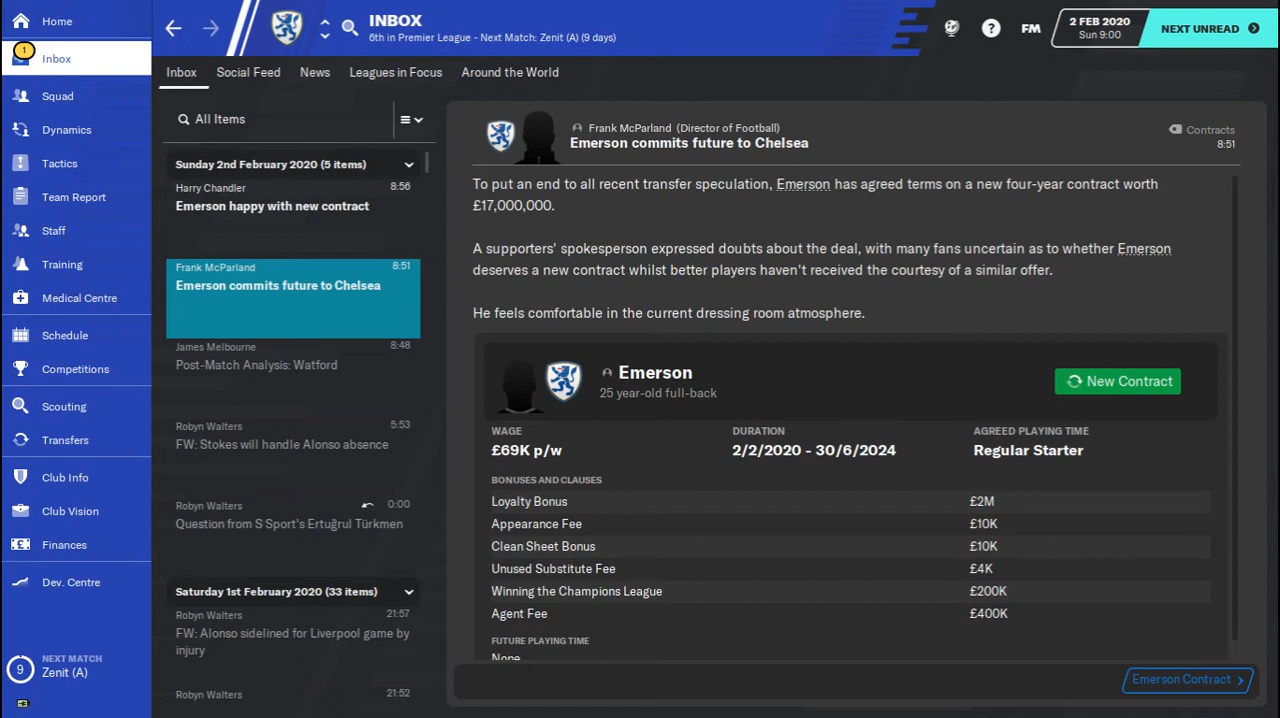 Home
1
Inbox
Squad
Dynamics
Tactics
Team Report
Staff
Training
Medical Centre
Schedule
Competitions
Scouting
Transfers
Club Info
Club Vision
Finances
Dev. Centre
9
NEXT MATCH
Zenit (A)
INBOX
6th in Premier League - Next Match: Zenit (A) (9 days)
?
FM
2 FEB 2020
Sun 9:00
NEXT UNREAD
Inbox
Social Feed
News
Leagues in Focus
Around the World
All Items
Sunday 2nd February 2020 (5 items)
Harry Chandler
8:56
Emerson happy with new contract
Frank McParland
8:51
Emerson commits future to Chelsea
James Melbourne
8:48
Post-Match Analysis: Watford
Robyn Walters
5:53
FW: Stokes will handle Alonso absence
Robyn Walters
0:00
Question from S Sport's Ertuğrul Türkmen
Saturday 1st February 2020 (33 items)
Robyn Walters
21:57
FW: Alonso sidelined for Liverpool game by
injury
Robyn Walters
21:52
Frank McParland (Director of Football)
Emerson commits future to Chelsea
Contracts
8:51
To put an end to all recent transfer speculation, Emerson has agreed terms on a new four-year contract worth
£17,000,000.
A supporters' spokesperson expressed doubts about the deal, with many fans uncertain as to whether Emerson
deserves a new contract whilst better players haven't received the courtesy of a similar offer.
He feels comfortable in the current dressing room atmosphere.
Emerson
25 year-old full-back
New Contract
WAGE
£69K p/w
DURATION
2/2/2020 - 30/6/2024
AGREED PLAYING TIME
Regular Starter
BONUSES AND CLAUSES
Loyalty Bonus £2M
Appearance Fee £10K
Clean Sheet Bonus £10K
Unused Substitute Fee £4K
Winning the Champions League £200K
Agent Fee £400K
FUTURE PLAYING TIME
None
Emerson Contract